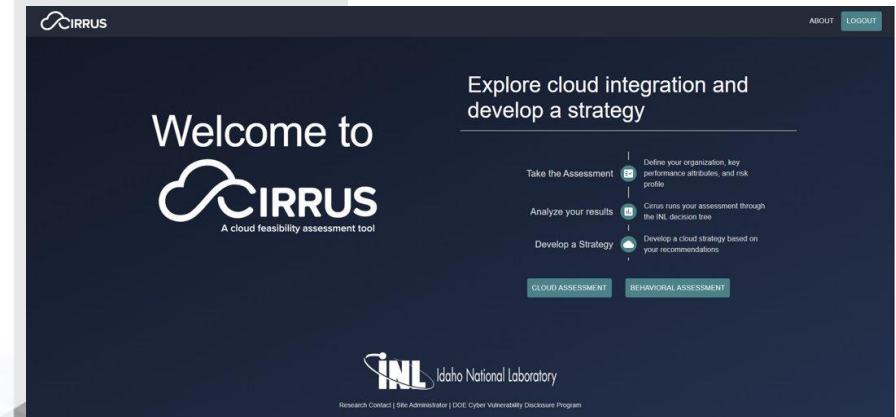 CIRRUS
ABOUT
LOGOUT
Welcome to
CIRRUS
A cloud feasibility assessment tool
Explore cloud integration and
develop a strategy
Take the Assessment
Define your organization, key
performance attributes, and risk
profile
Analyze your results
Cirrus runs your assessment through
the INL decision tree
Develop a Strategy
Develop a cloud strategy based on
your recommendations
CLOUD ASSESSMENT
BEHAVIORAL ASSESSMENT
INL Idaho National Laboratory
Research Contact | Site Administrator | DOE Cyber Vulnerability Disclosure Program